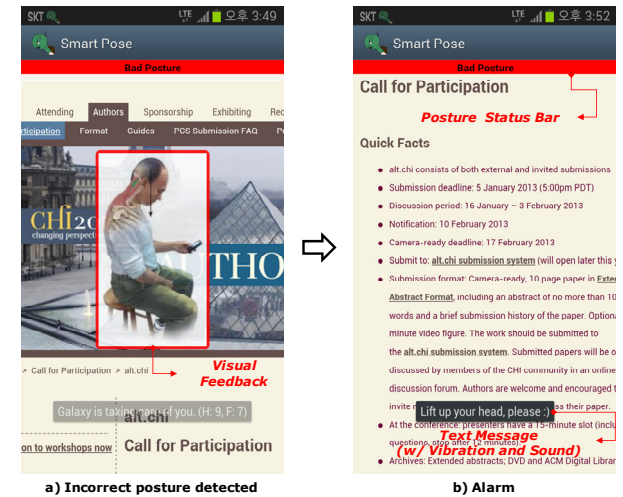 SKT LTE 오후 3:49
Smart Pose
Bad Posture
Attending Authors Sponsorship Exhibiting
rticipation Format Guides PCS Submission FAQ
CHI 20
changing perspect
THO
> Call for Participation > alt.chi
Visual
Feedback
Galaxy is taking care of you. (H: 9, F: 7)
alt.chi
on to workshops now
Call for Participation
a) Incorrect posture detected
SKT LTE 오후 3:52
Smart Pose
Bad Posture
Call for Participation
Posture Status Bar
Quick Facts
alt.chi consists of both external and invited submissions
Submission deadline: 5 January 2013 (5:00pm PDT)
Discussion period: 16 January – 3 February 2013
Notification: 10 February 2013
Camera-ready deadline: 17 February 2013
Submit to: alt.chi submission system (will open later this y
Submission format: Camera-ready, 10 page paper in Exten
Abstract Format, including an abstract of no more than 10
words and a brief submission history of the paper. Optiona
minute video figure. The work should be submitted to
the alt.chi submission system. Submitted papers will be o
discussed by members of the CHI community in an online
discussion forum. Authors are welcome and encouraged t
invite
Lift up your head, please :)
ss their paper.
At the conference: presenters have a 15-minute slot (inclu
questions, stop after 12 minutes).
Text Message
(w/ Vibration and Sound)
Archives: Extended abstracts; DVD and ACM Digital Librar
b) Alarm